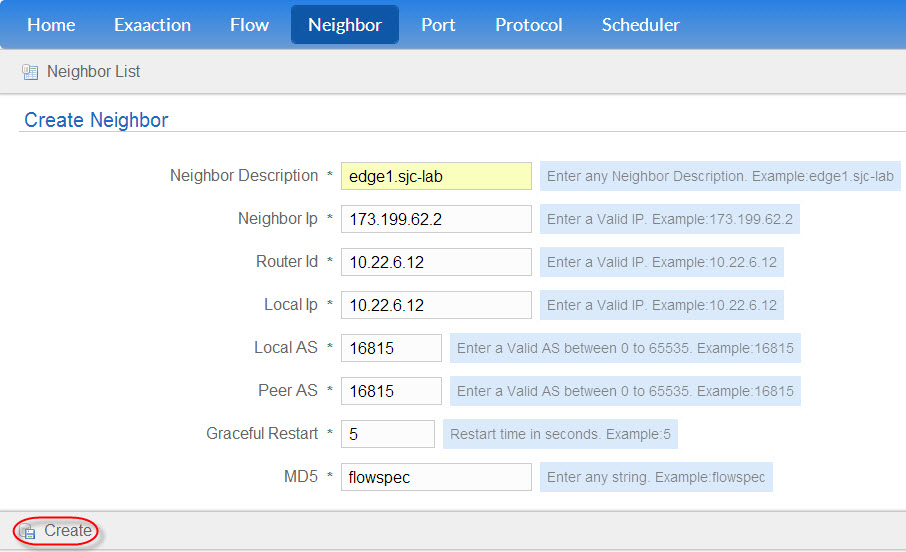 Home Exaaction Flow Neighbor Port Protocol Scheduler
Neighbor List
Create Neighbor
Neighbor Description * edge1.sjc-lab Enter any Neighbor Description. Example:edge1.sjc-lab
Neighbor Ip * 173.199.62.2 Enter a Valid IP. Example:173.199.62.2
Router Id * 10.22.6.12 Enter a Valid IP. Example:10.22.6.12
Local Ip * 10.22.6.12 Enter a Valid IP. Example:10.22.6.12
Local AS * 16815 Enter a Valid AS between 0 to 65535. Example:16815
Peer AS * 16815 Enter a Valid AS between 0 to 65535. Example:16815
Graceful Restart * 5 Restart time in seconds. Example:5
MD5 * flowspec Enter any string. Example:flowspec
Create